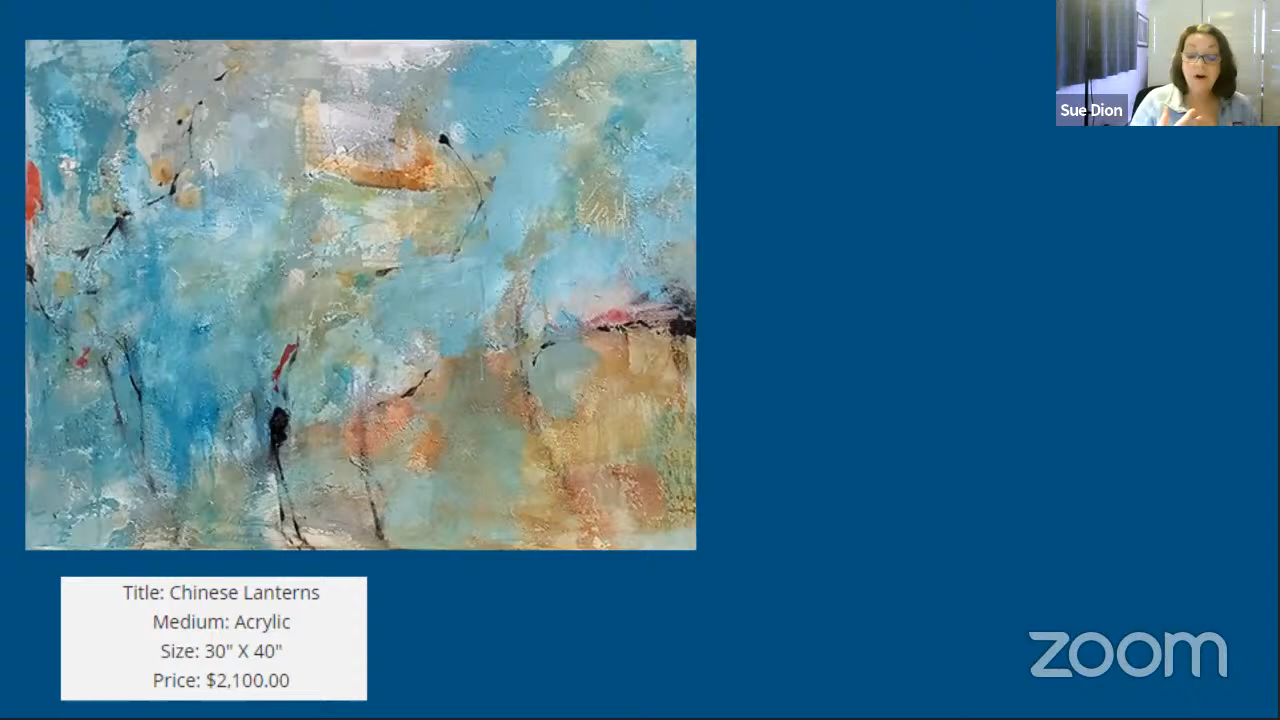 Sue Dion
Title: Chinese Lanterns
Medium: Acrylic
Size: 30" X 40"
Price: $2,100.00
zoom